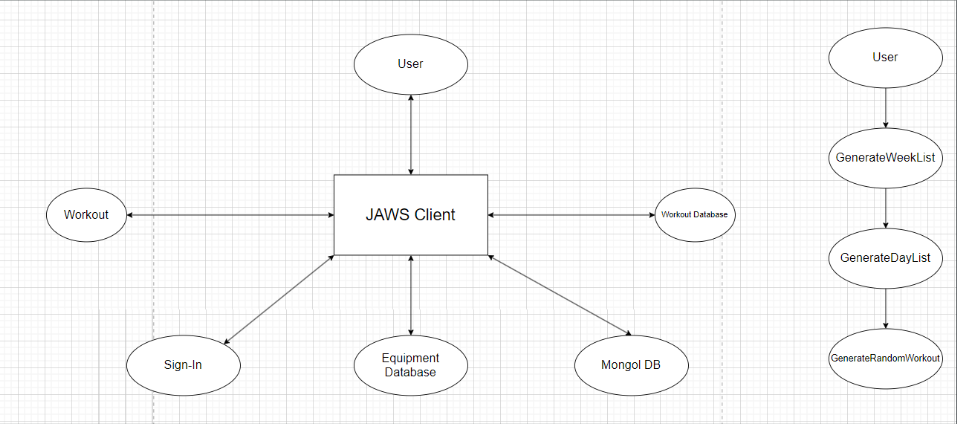 User
User
GenerateWeekList
Workout
JAWS Client
Workout Database
GenerateDayList
Sign-In
Equipment
Database
Mongol DB
GenerateRandomWorkout